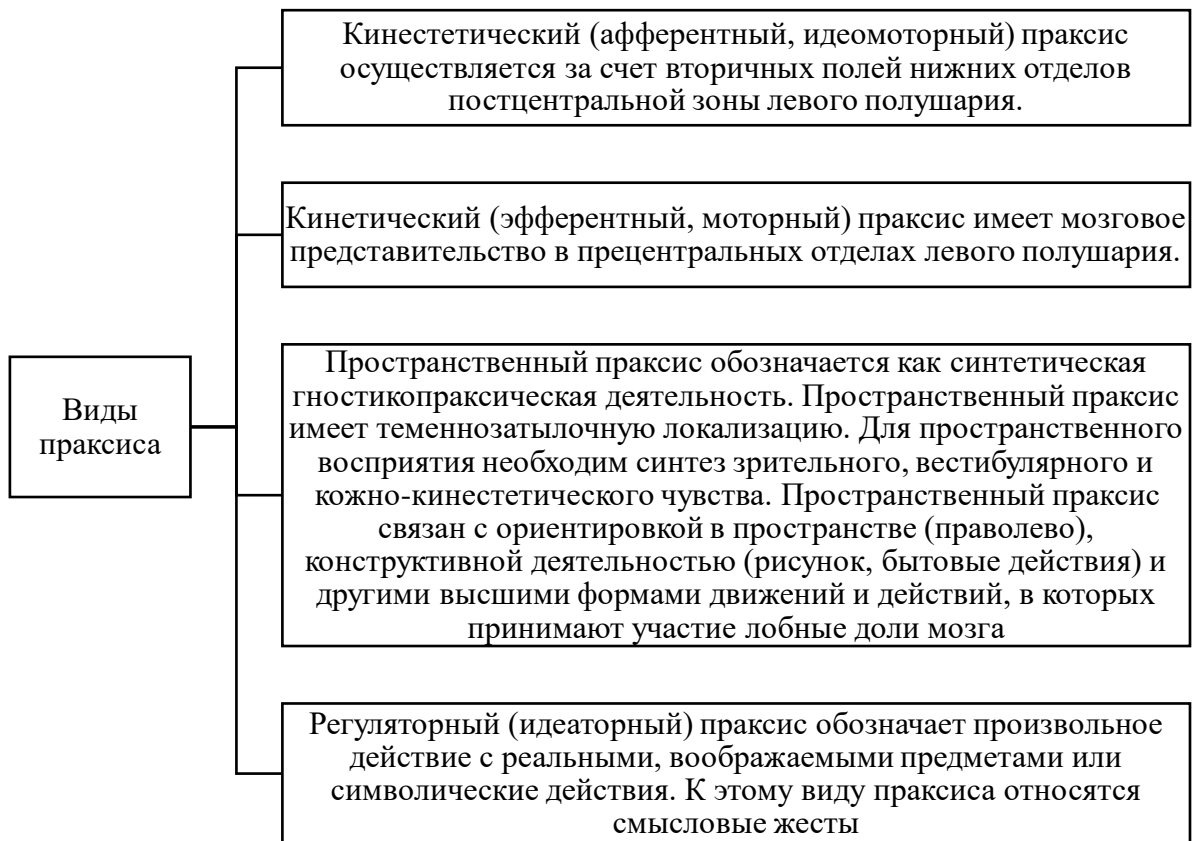 Кинестетический (афферентный, идеомоторный) праксис
осуществляется за счет вторичных полей нижних отделов
постцентральной зоны левого полушария.
Кинетический (эфферентный, моторный) праксис имеет мозговое
представительство в прецентральных отделах левого полушария.
Виды
праксиса
Пространственный праксис обозначается как синтетическая
гностикопраксическая деятельность. Пространственный праксис
имеет теменнозатылочную локализацию. Для пространственного
восприятия необходим синтез зрительного, вестибулярного и
кожно-кинестетического чувства. Пространственный праксис
связан с ориентировкой в пространстве (праволево),
конструктивной деятельностью (рисунок, бытовые действия) и
другими высшими формами движений и действий, в которых
принимают участие лобные доли мозга
Регуляторный (идеаторный) праксис обозначает произвольное
действие с реальными, воображаемыми предметами или
символические действия. К этому виду праксиса относятся
смысловые жесты